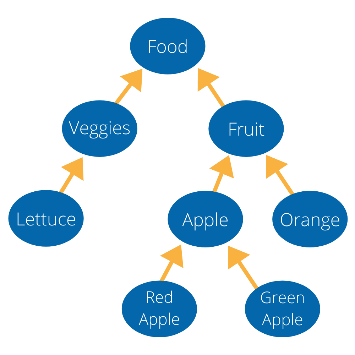 Food
Veggies
Fruit
Lettuce
Apple
Orange
Red
Apple
Green
Apple